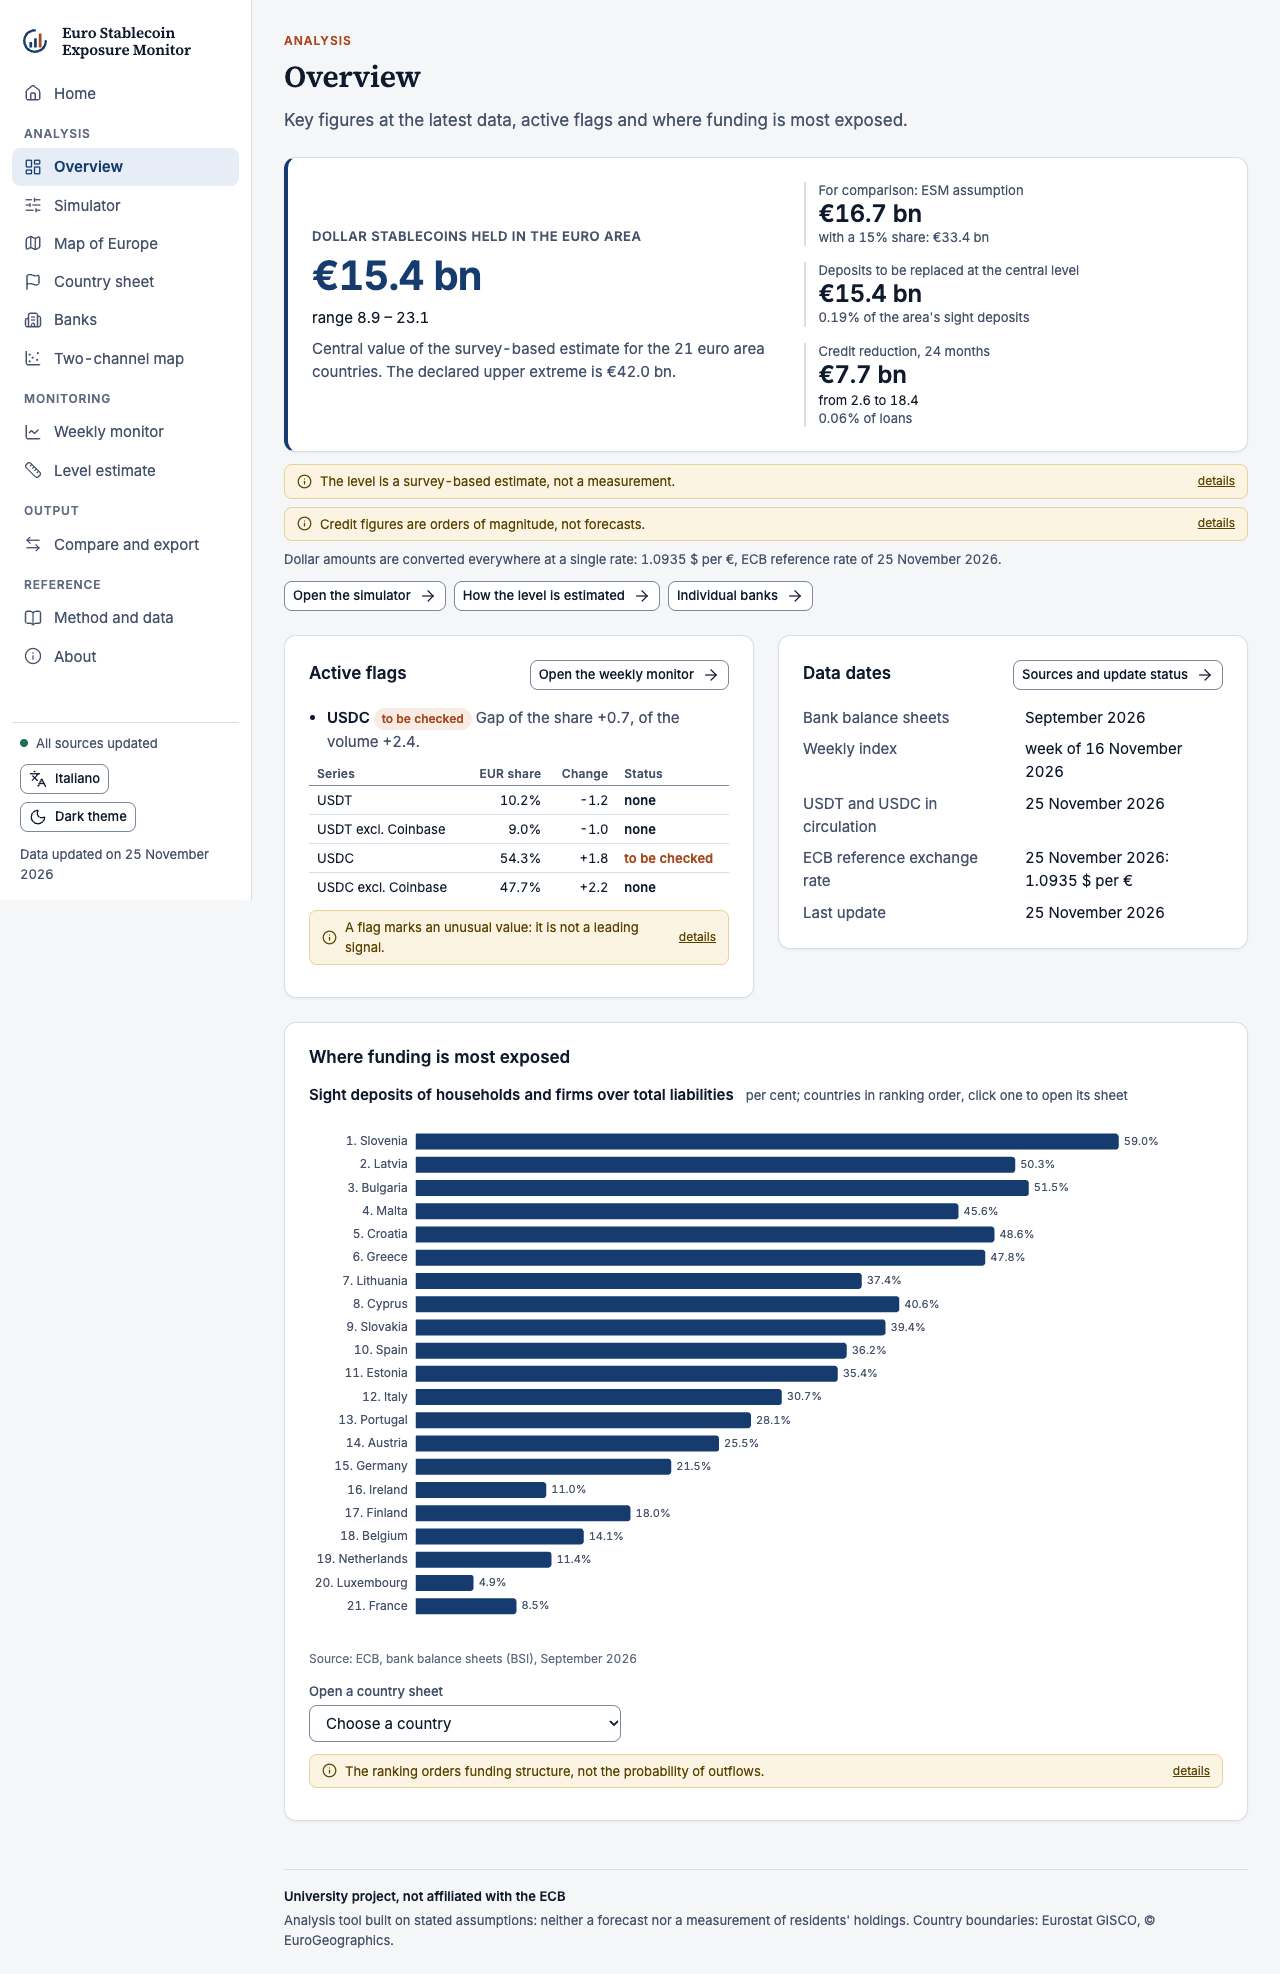 Euro Stablecoin
Exposure Monitor
Home
ANALYSIS
Overview
Simulator
Map of Europe
Country sheet
Banks
Two-channel map
MONITORING
Weekly monitor
Level estimate
OUTPUT
Compare and export
REFERENCE
Method and data
About
All sources updated
Italiano
Dark theme
Data updated on 25 November
2026
ANALYSIS
Overview
Key figures at the latest data, active flags and where funding is most exposed.
DOLLAR STABLECOINS HELD IN THE EURO AREA
€15.4 bn
range 8.9 – 23.1
Central value of the survey-based estimate for the 21 euro area
countries. The declared upper extreme is €42.0 bn.
For comparison: ESM assumption
€16.7 bn
with a 15% share: €33.4 bn
Deposits to be replaced at the central level
€15.4 bn
0.19% of the area's sight deposits
Credit reduction, 24 months
€7.7 bn
from 2.6 to 18.4
0.06% of loans
The level is a survey-based estimate, not a measurement. details
Credit figures are orders of magnitude, not forecasts. details
Dollar amounts are converted everywhere at a single rate: 1.0935 $ per €, ECB reference rate of 25 November 2026.
Open the simulator → How the level is estimated → Individual banks →
Active flags Open the weekly monitor →
• USDC to be checked Gap of the share +0.7, of the
volume +2.4.
Series EUR share Change Status
USDT 10.2% -1.2 none
USDT excl. Coinbase 9.0% -1.0 none
USDC 54.3% +1.8 to be checked
USDC excl. Coinbase 47.7% +2.2 none
A flag marks an unusual value: it is not a leading
signal. details
Data dates Sources and update status →
Bank balance sheets September 2026
Weekly index week of 16 November
2026
USDT and USDC in 25 November 2026
circulation
ECB reference exchange 25 November 2026:
rate 1.0935 $ per €
Last update 25 November 2026
Where funding is most exposed
Sight deposits of households and firms over total liabilities per cent; countries in ranking order, click one to open its sheet
1. Slovenia 59.0%
2. Latvia 50.3%
3. Bulgaria 51.5%
4. Malta 45.6%
5. Croatia 48.6%
6. Greece 47.8%
7. Lithuania 37.4%
8. Cyprus 40.6%
9. Slovakia 39.4%
10. Spain 36.2%
11. Estonia 35.4%
12. Italy 30.7%
13. Portugal 28.1%
14. Austria 25.5%
15. Germany 21.5%
16. Ireland 11.0%
17. Finland 18.0%
18. Belgium 14.1%
19. Netherlands 11.4%
20. Luxembourg 4.9%
21. France 8.5%
Source: ECB, bank balance sheets (BSI), September 2026
Open a country sheet
Choose a country
The ranking orders funding structure, not the probability of outflows. details
University project, not affiliated with the ECB
Analysis tool built on stated assumptions: neither a forecast nor a measurement of residents' holdings. Country boundaries: Eurostat GISCO, ©
EuroGeographics.